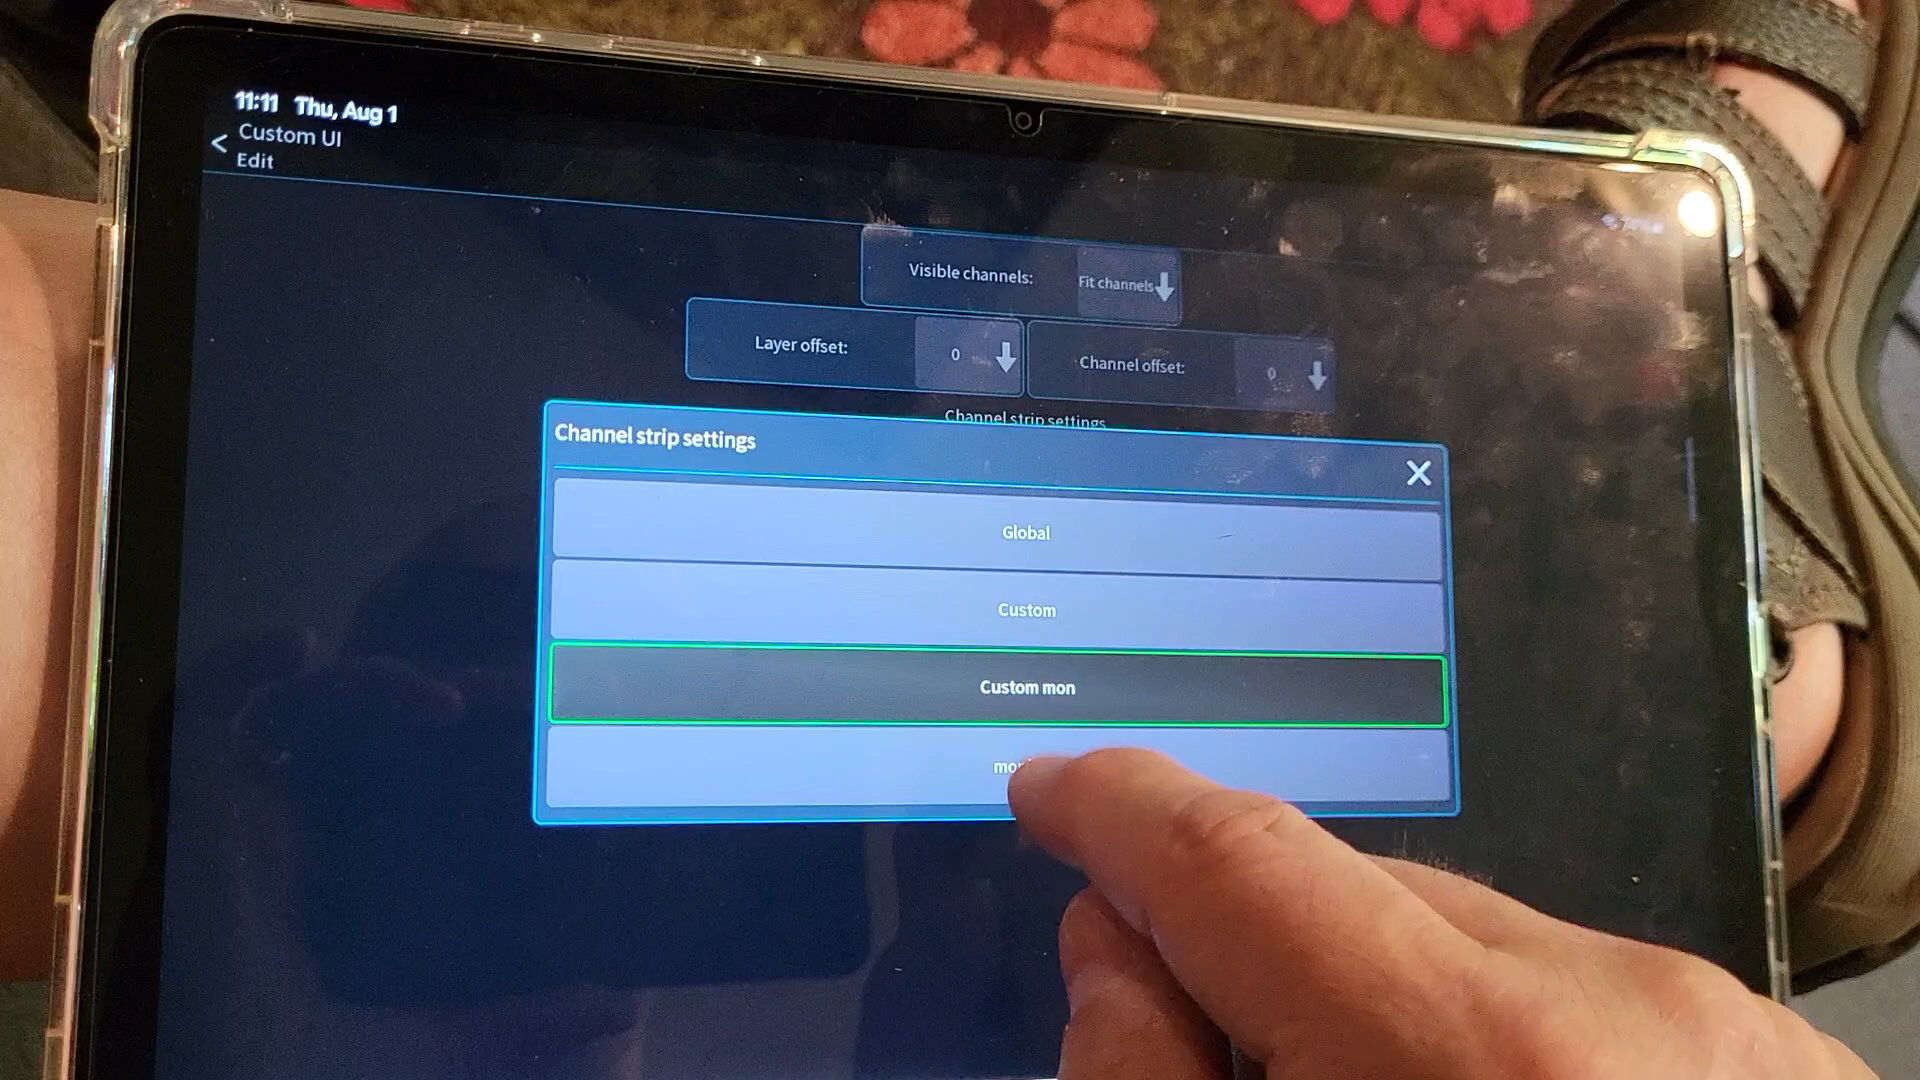 11:11 Thu, Aug 1
< Custom UI
Edit
Visible channels: Fit channels
Layer offset: 0 Channel offset: 0
Channel strip settings
Channel strip settings
Global
Custom
Custom mon